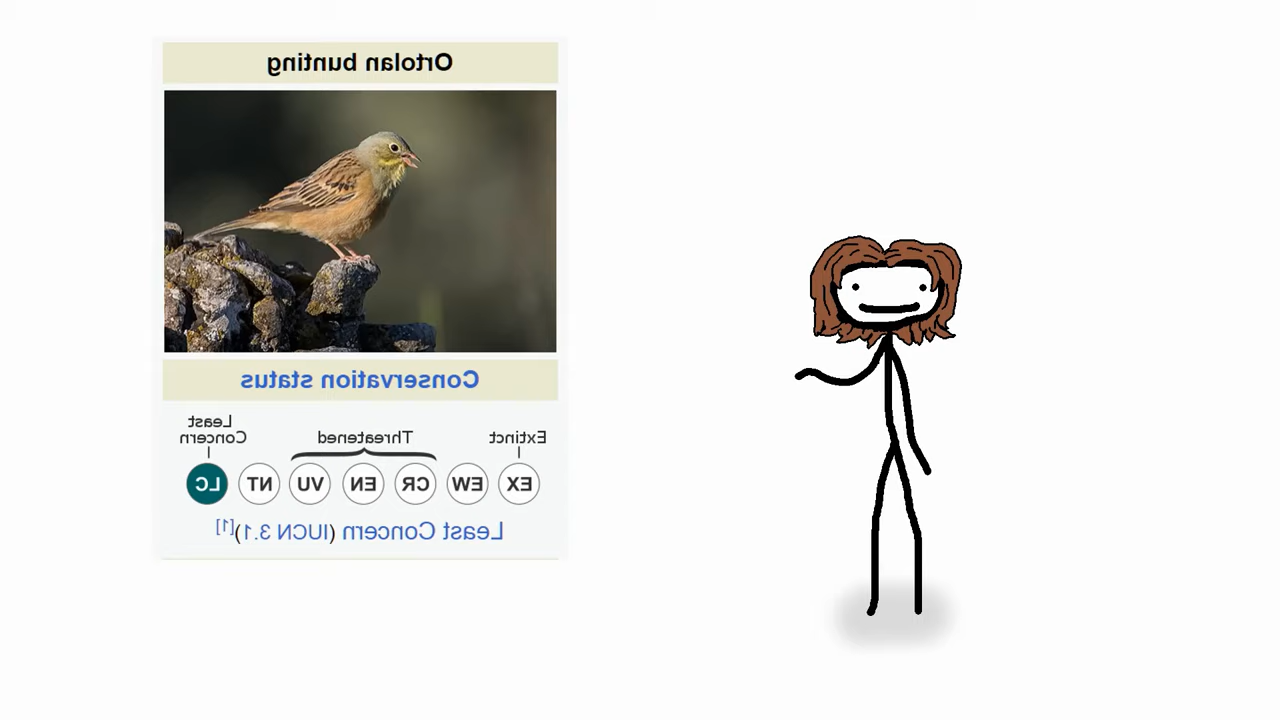 Ortolan bunting
Conservation status
Least
Concern
Threatened
Extinct
LC NT VU EN CR EW EX
Least Concern (IUCN 3.1)[1]